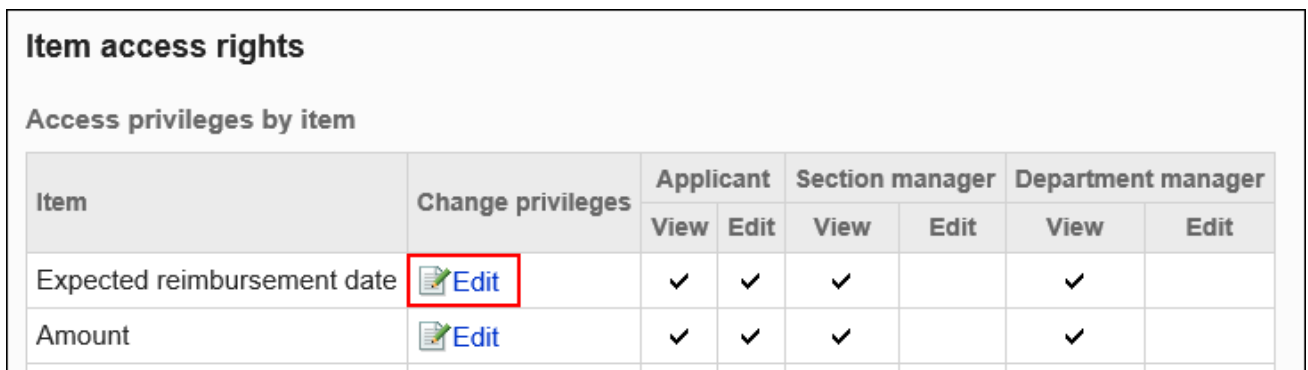 Item access rights
Access privileges by item
Item Change privileges Applicant Section manager Department manager
View Edit View Edit View Edit
Expected reimbursement date Edit ✓ ✓ ✓ ✓
Amount Edit ✓ ✓ ✓ ✓